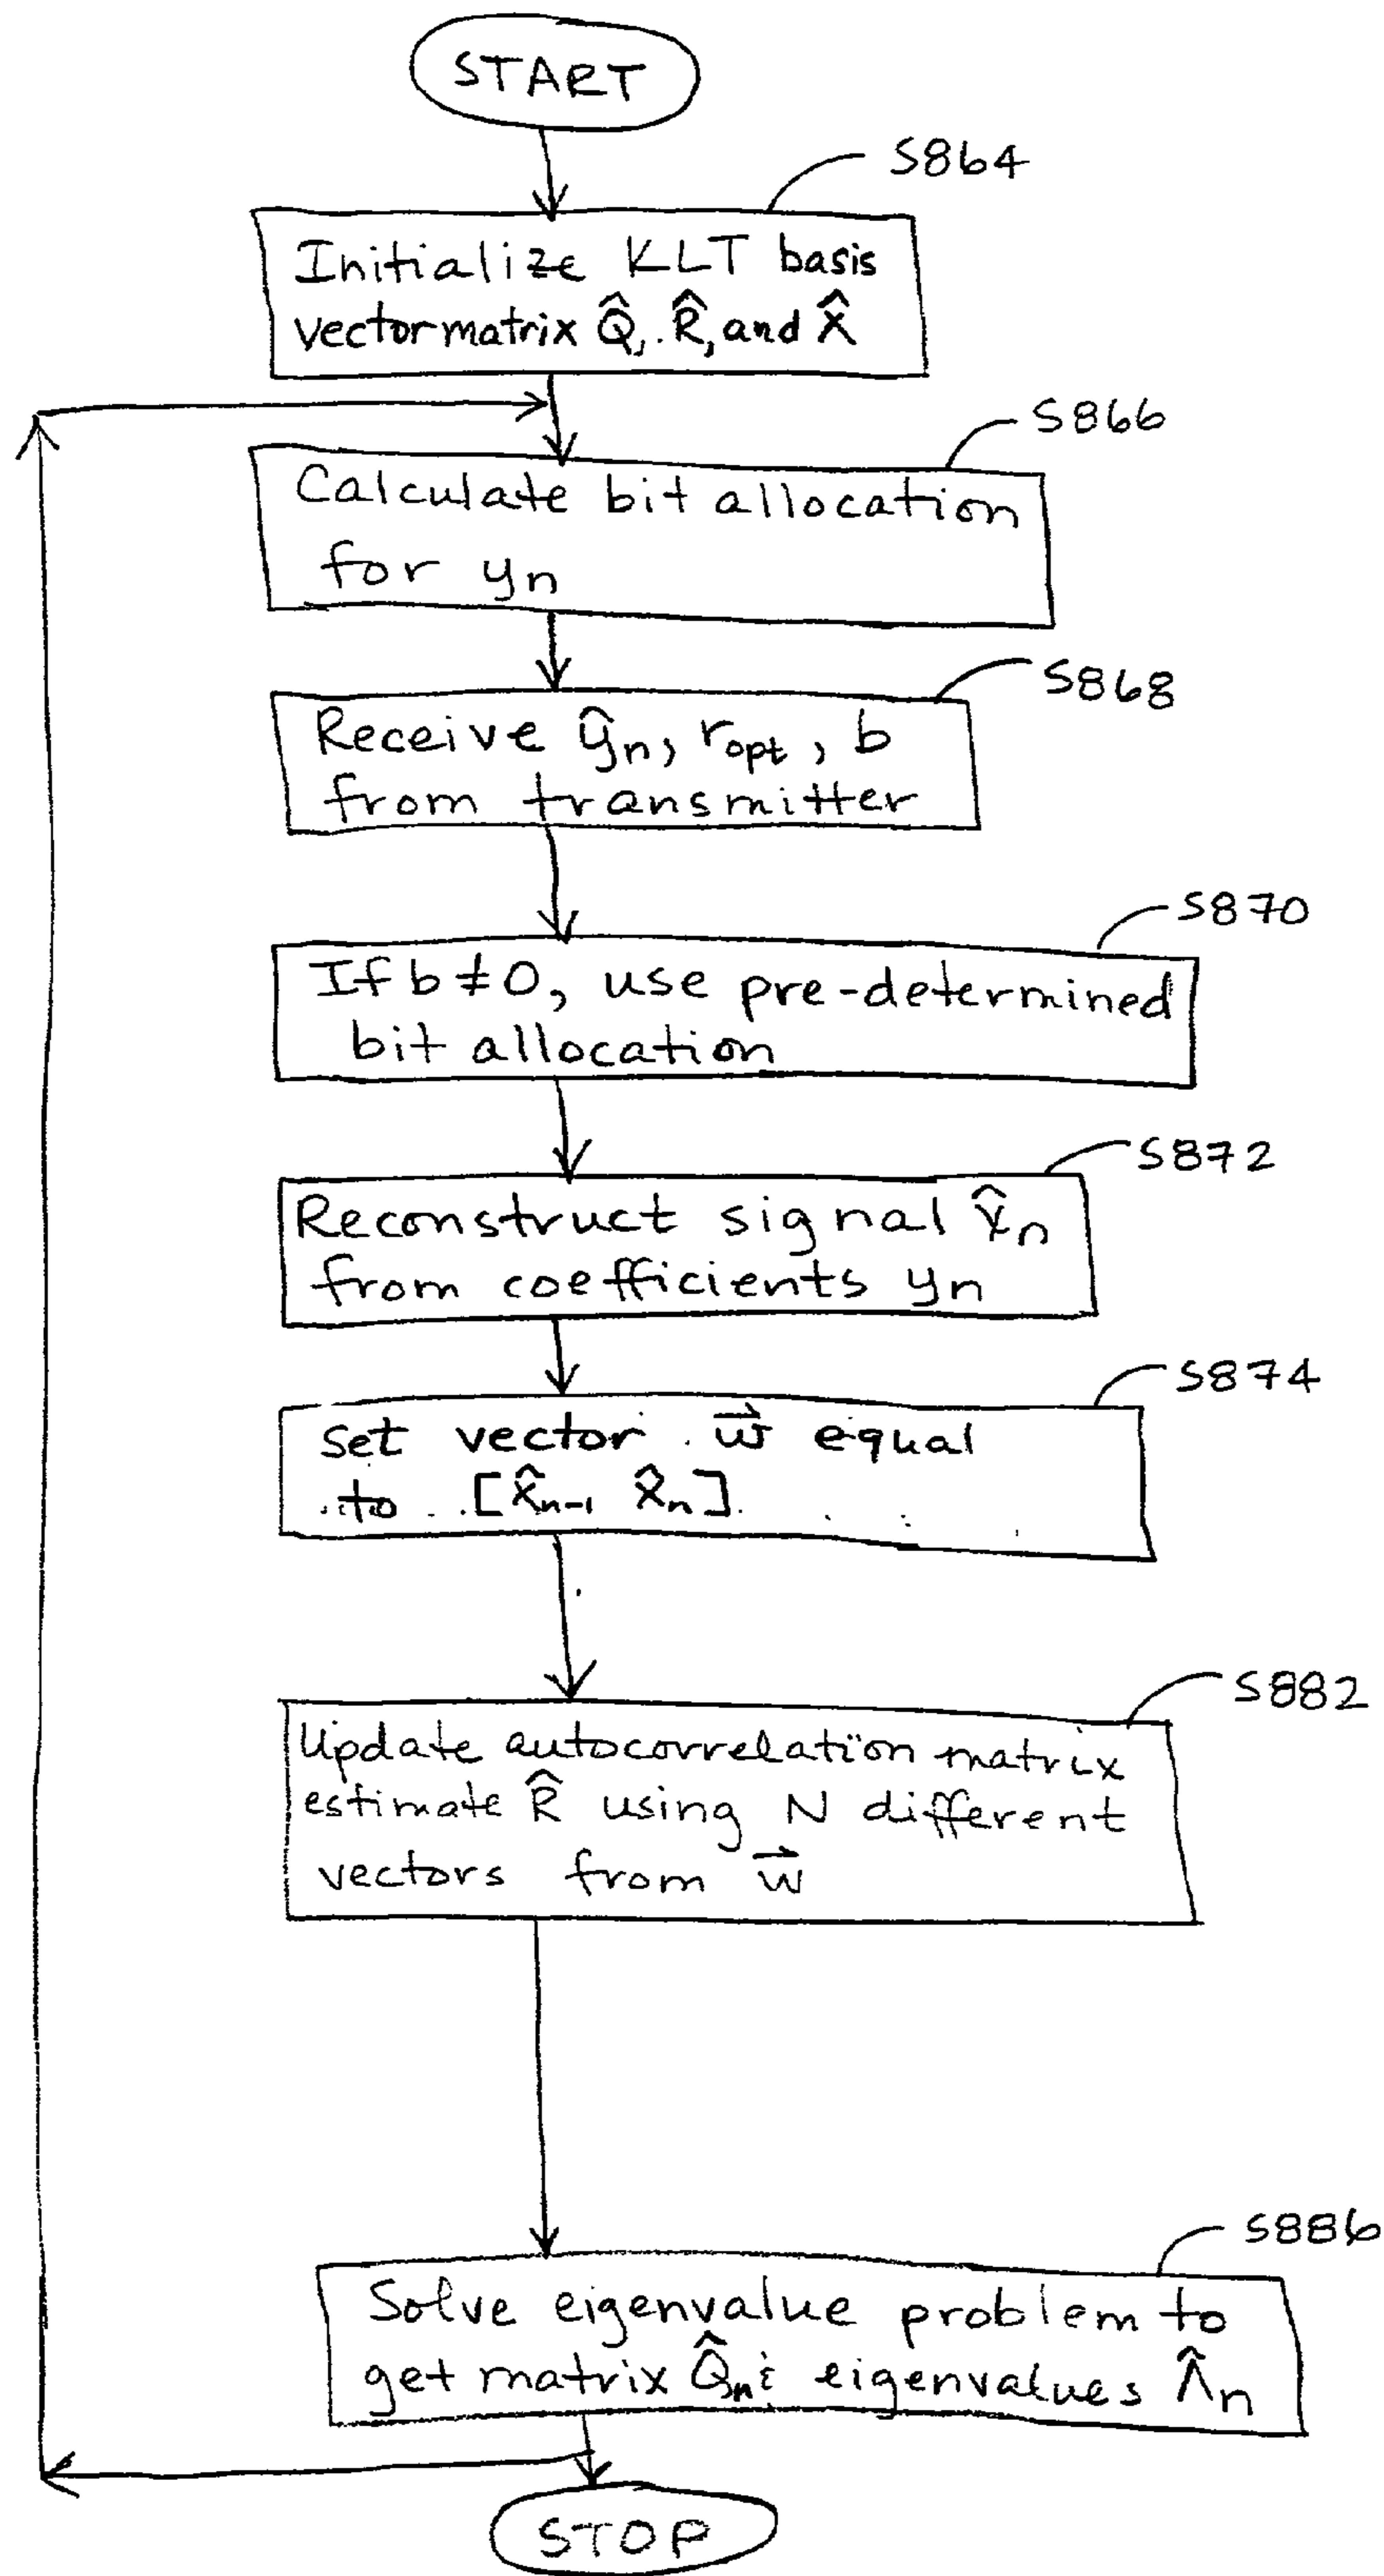 START
S864
Initialize KLT basis
vector matrix Q̂, R̂, and X̂
S866
Calculate bit allocation
for yn
S868
Receive ŷn, ropt, b
from transmitter
S870
If b ≠ 0, use pre-determined
bit allocation
S872
Reconstruct signal x̂n
from coefficients yn
S874
set vector w⃗ equal
to [x̂n-1 x̂n]
S882
Update autocorrelation matrix
estimate R̂ using N different
vectors from w⃗
S886
Solve eigenvalue problem to
get matrix Q̂n & eigenvalues Λ̂n
STOP